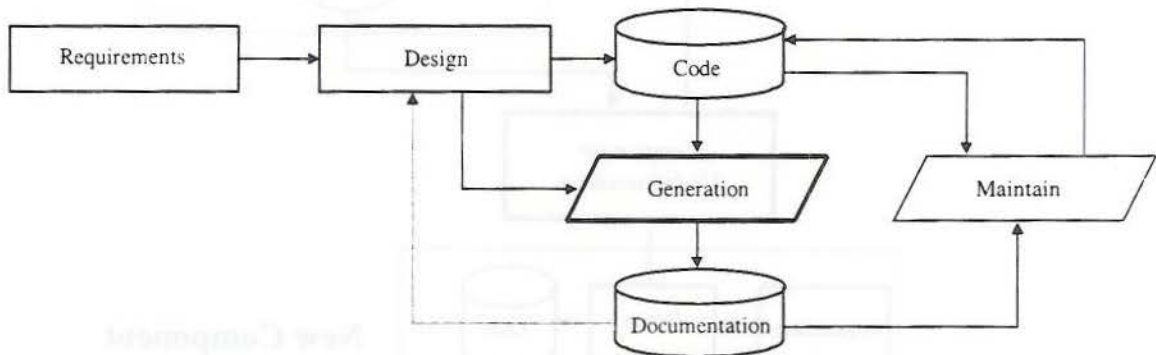 Requirements
Design
Code
Generation
Maintain
Documentation
New Component